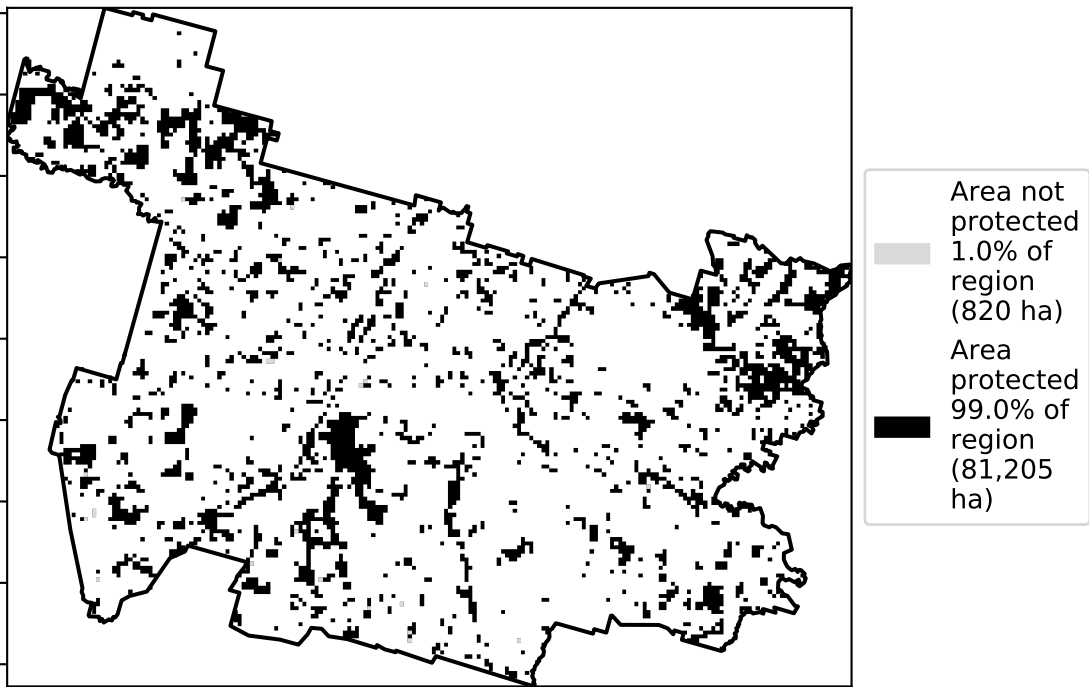 Area not
protected
1.0% of
region
(820 ha)
Area
protected
99.0% of
region
(81,205
ha)